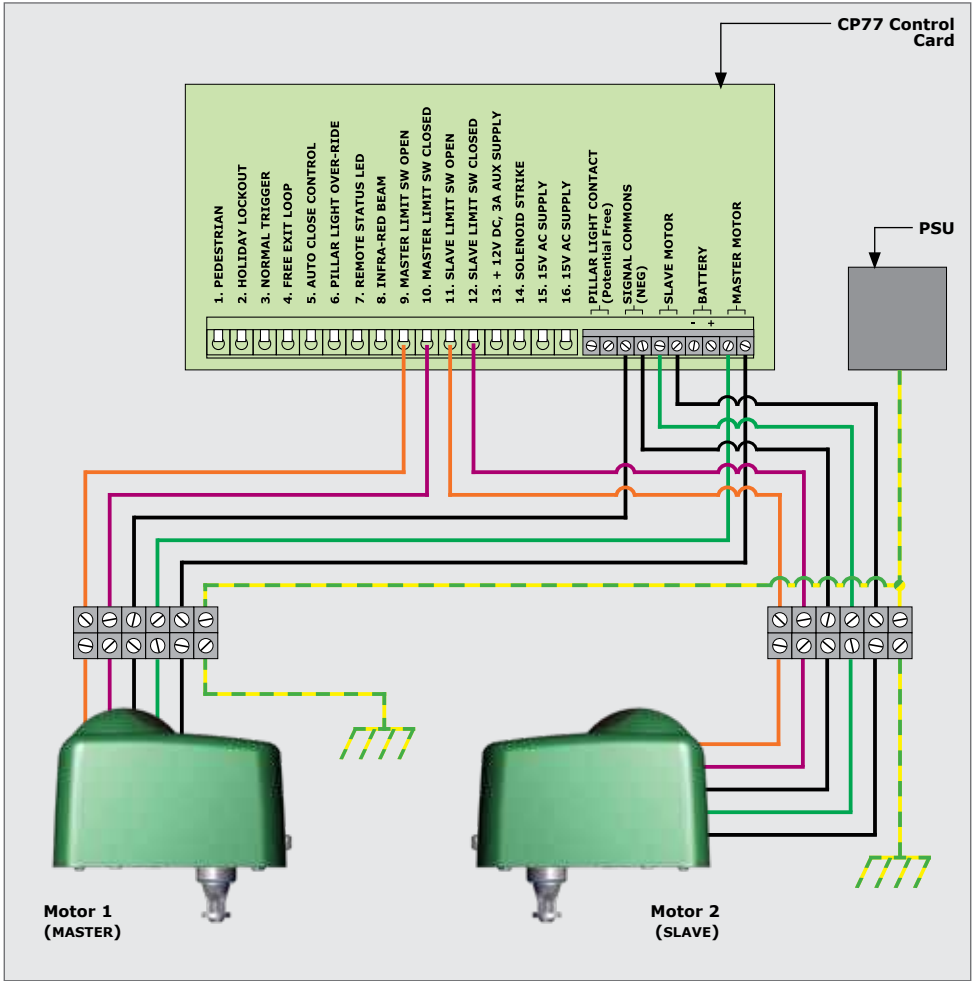 CP77 Control
Card
PSU
1. PEDESTRIAN
2. HOLIDAY LOCKOUT
3. NORMAL TRIGGER
4. FREE EXIT LOOP
5. AUTO CLOSE CONTROL
6. PILLAR LIGHT OVER-RIDE
7. REMOTE STATUS LED
8. INFRA-RED BEAM
9. MASTER LIMIT SW OPEN
10. MASTER LIMIT SW CLOSED
11. SLAVE LIMIT SW OPEN
12. SLAVE LIMIT SW CLOSED
13. + 12V DC, 3A AUX SUPPLY
14. SOLENOID STRIKE
15. 15V AC SUPPLY
16. 15V AC SUPPLY
PILLAR LIGHT CONTACT
(Potential Free)
SIGNAL COMMONS
(NEG)
SLAVE MOTOR
BATTERY
- +
MASTER MOTOR
Motor 1
(MASTER)
Motor 2
(SLAVE)